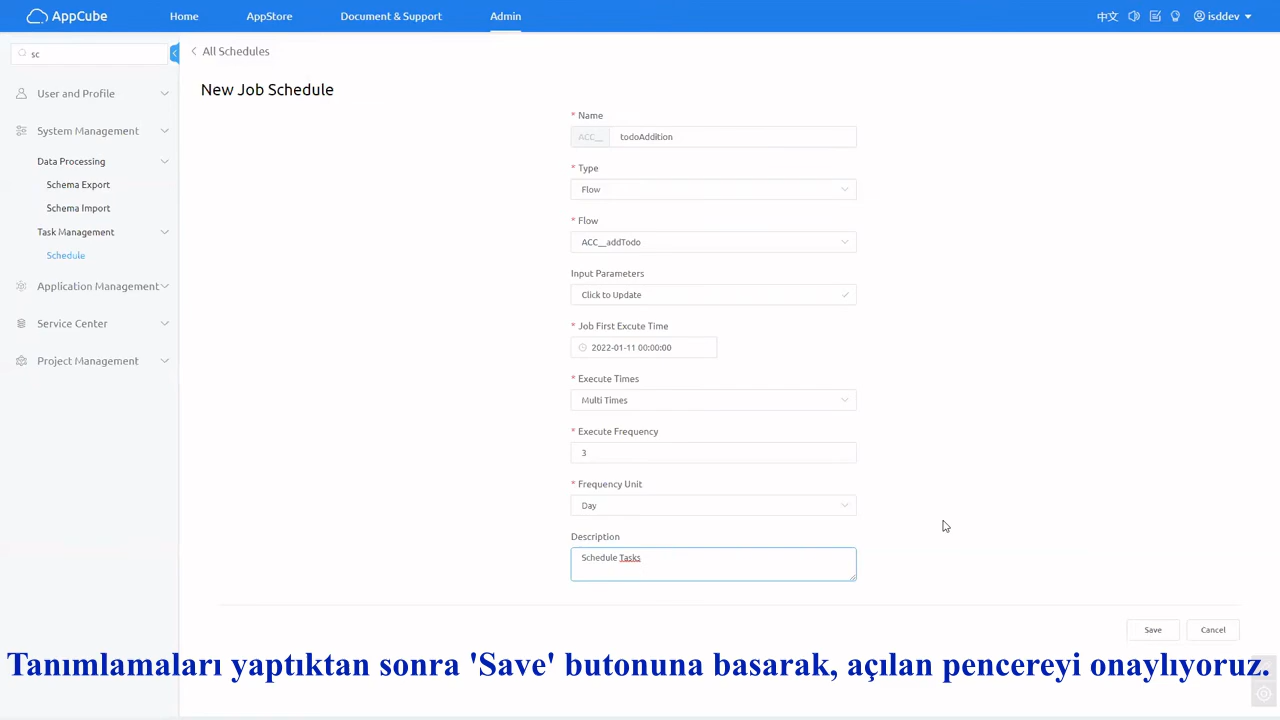 AppCube
Home
AppStore
Document & Support
Admin
中文
isddev
sc
User and Profile
System Management
Data Processing
Schema Export
Schema Import
Task Management
Schedule
Application Management
Service Center
Project Management
All Schedules
New Job Schedule
* Name
ACC__ todoAddition
* Type
Flow
* Flow
ACC__addTodo
Input Parameters
Click to Update
* Job First Excute Time
2022-01-11 00:00:00
* Execute Times
Multi Times
* Execute Frequency
3
* Frequency Unit
Day
Description
Schedule Tasks
Save
Cancel
Tanımlamaları yaptıktan sonra 'Save' butonuna basarak, açılan pencereyi onaylıyoruz.